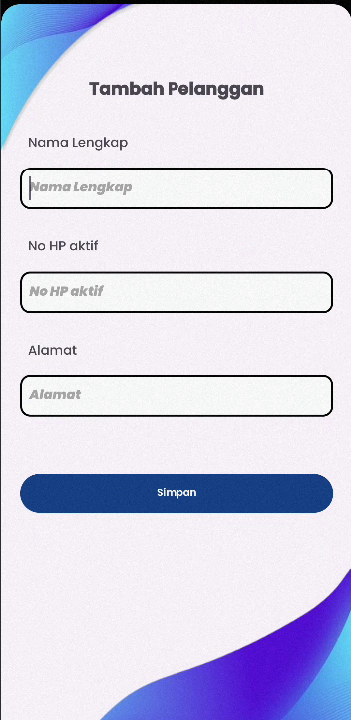 Tambah Pelanggan
Nama Lengkap
Nama Lengkap
No HP aktif
No HP aktif
Alamat
Alamat
Simpan